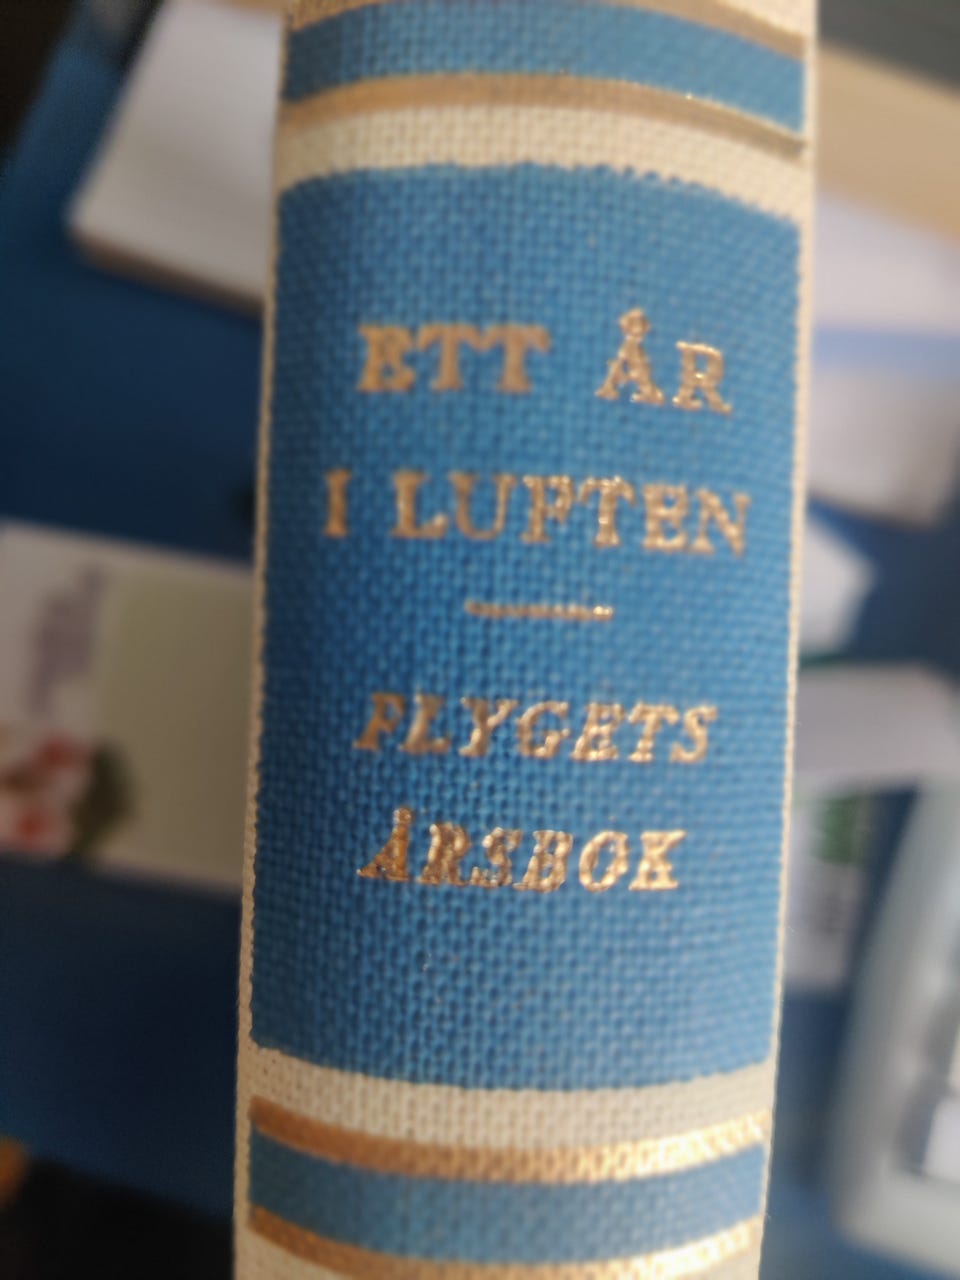 ETT ÅR
I LUFTEN
FLYGETS
ÅRSBOK